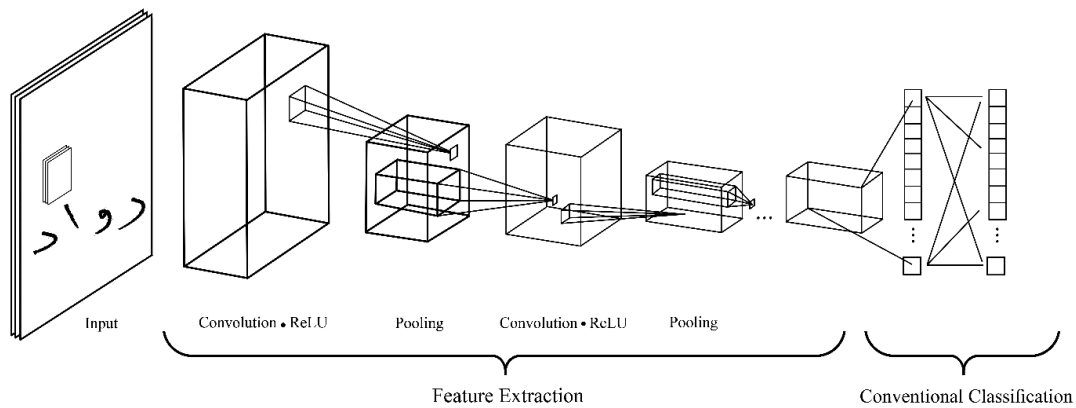 ر و ا د
Input
Convolution • ReLU
Pooling
Convolution • ReLU
Pooling
...
Feature Extraction
Conventional Classification